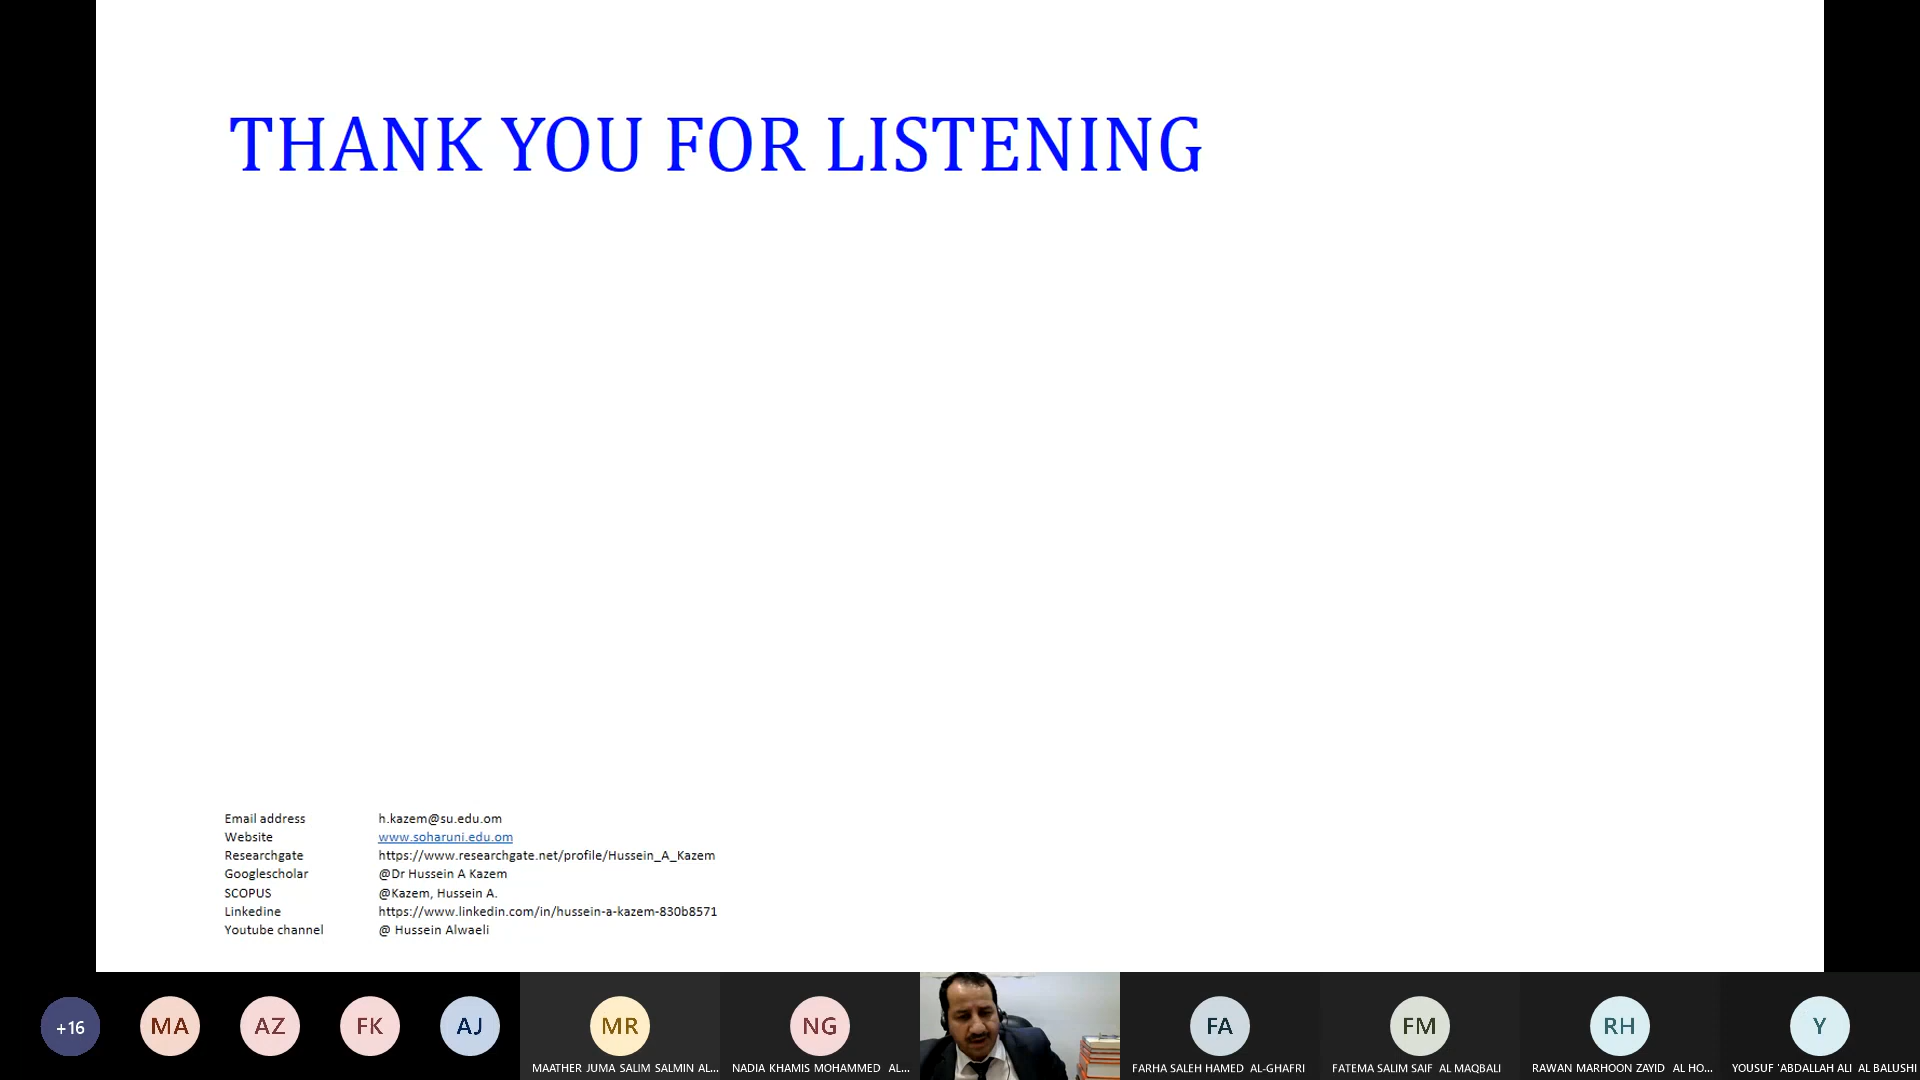 THANK YOU FOR LISTENING
Email address h.kazem@su.edu.om
Website www.soharuni.edu.om
Researchgate https://www.researchgate.net/profile/Hussein_A_Kazem
Googlescholar @Dr Hussein A Kazem
SCOPUS @Kazem, Hussein A.
Linkedine https://www.linkedin.com/in/hussein-a-kazem-830b8571
Youtube channel @ Hussein Alwaeli
+16 MA AZ FK AJ MR NG FA FM RH Y
MAATHER JUMA SALIM SALMIN AL... NADIA KHAMIS MOHAMMED AL... FARHA SALEH HAMED AL-GHAFRI FATEMA SALIM SAIF AL MAQBALI RAWAN MARHOON ZAYID AL HO... YOUSUF 'ABDALLAH ALI AL BALUSHI